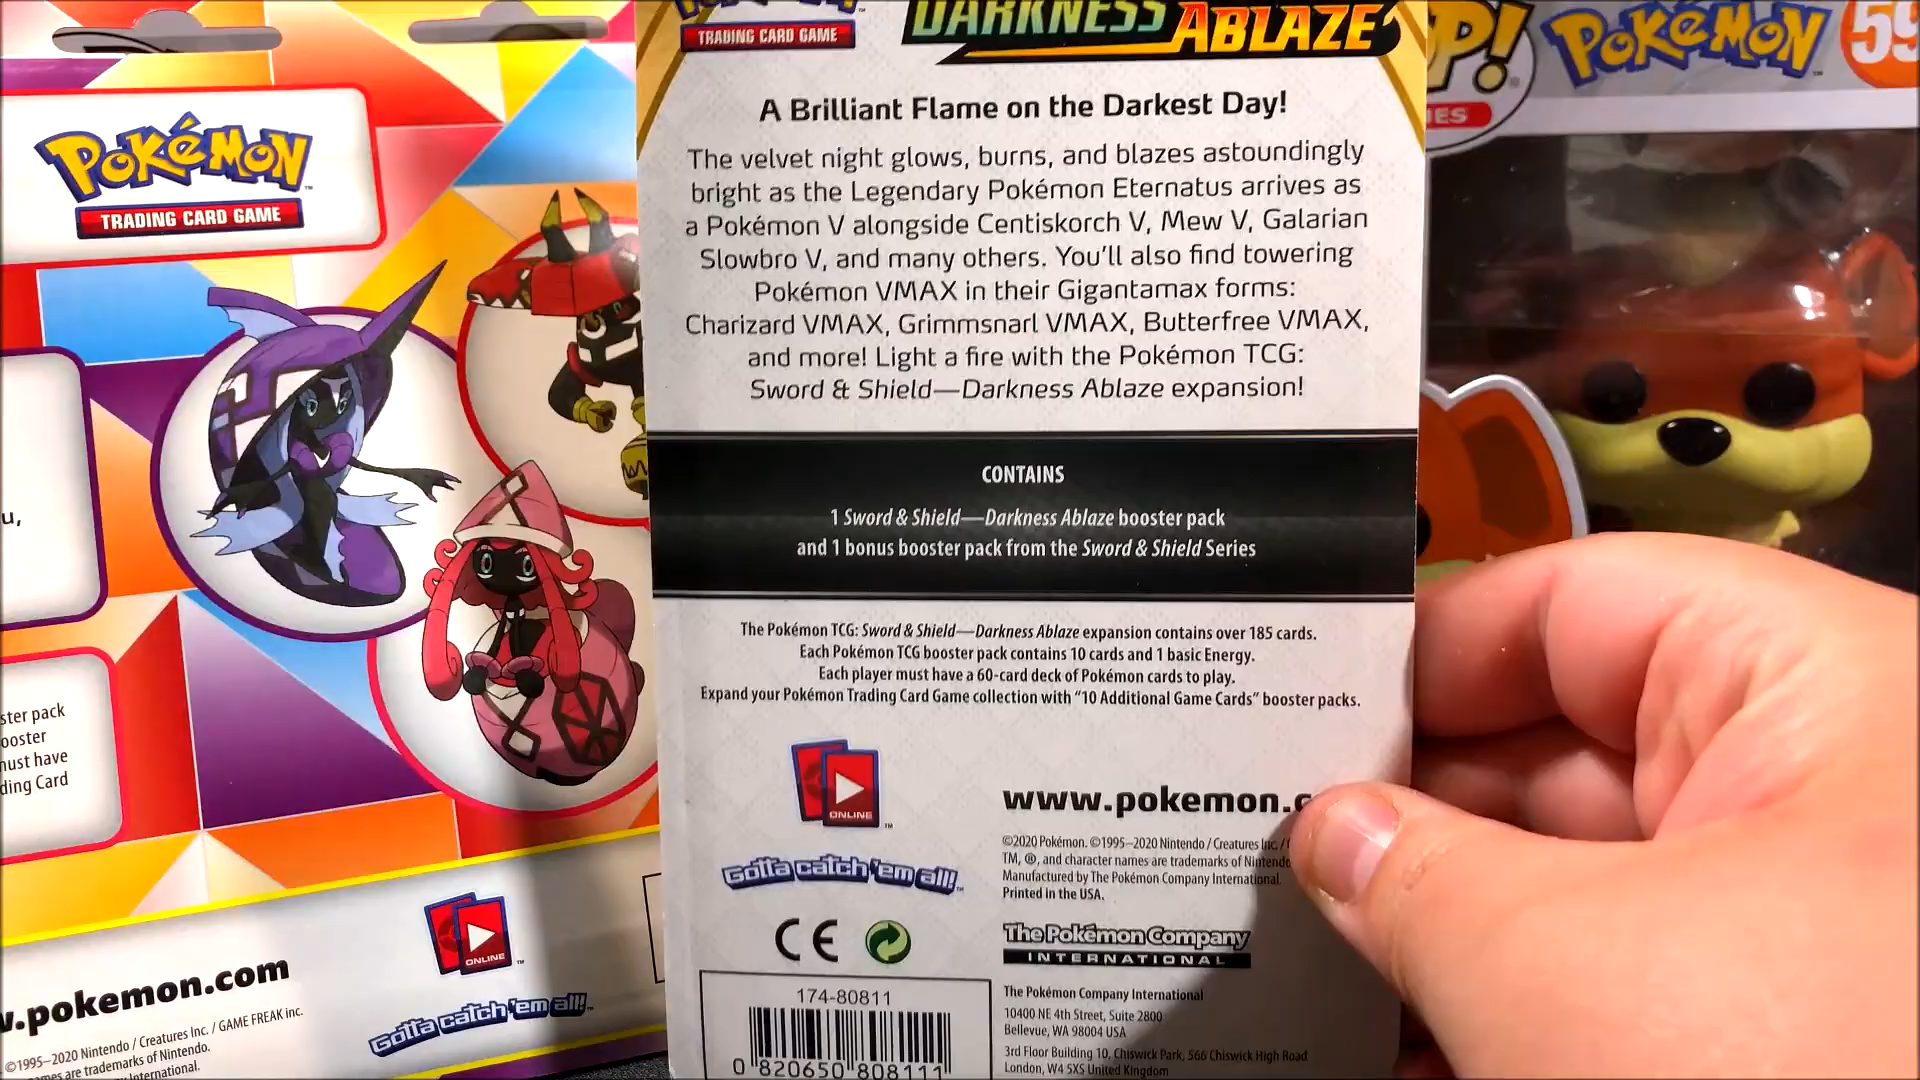 Pokémon
TRADING CARD GAME
u,
ster pack
ooster
must have
ding Card
ONLINE
w.pokemon.com
Gotta catch 'em all!
©1995–2020 Nintendo / Creatures Inc. / GAME FREAK inc.
mes are trademarks of Nintendo.
International.
TRADING CARD GAME
DARKNESS
ABLAZE
A Brilliant Flame on the Darkest Day!
The velvet night glows, burns, and blazes astoundingly
bright as the Legendary Pokémon Eternatus arrives as
a Pokémon V alongside Centiskorch V, Mew V, Galarian
Slowbro V, and many others. You'll also find towering
Pokémon VMAX in their Gigantamax forms:
Charizard VMAX, Grimmsnarl VMAX, Butterfree VMAX,
and more! Light a fire with the Pokémon TCG:
Sword & Shield—Darkness Ablaze expansion!
CONTAINS
1 Sword & Shield—Darkness Ablaze booster pack
and 1 bonus booster pack from the Sword & Shield Series
The Pokémon TCG: Sword & Shield—Darkness Ablaze expansion contains over 185 cards.
Each Pokémon TCG booster pack contains 10 cards and 1 basic Energy.
Each player must have a 60-card deck of Pokémon cards to play.
Expand your Pokémon Trading Card Game collection with "10 Additional Game Cards" booster packs.
ONLINE
TM
Gotta catch 'em all!
CE
174-80811
0 820650 808111
www.pokemon.c
©2020 Pokémon. ©1995–2020 Nintendo / Creatures Inc. /
TM, ®, and character names are trademarks of Nintendo
Manufactured by The Pokémon Company International.
Printed in the USA.
The Pokémon Company
INTERNATIONAL
The Pokémon Company International
10400 NE 4th Street, Suite 2800
Bellevue, WA 98004 USA
3rd Floor Building 10, Chiswick Park, 566 Chiswick High Road
London, W4 5XS United Kingdom
P!
ES
Pokémon
59